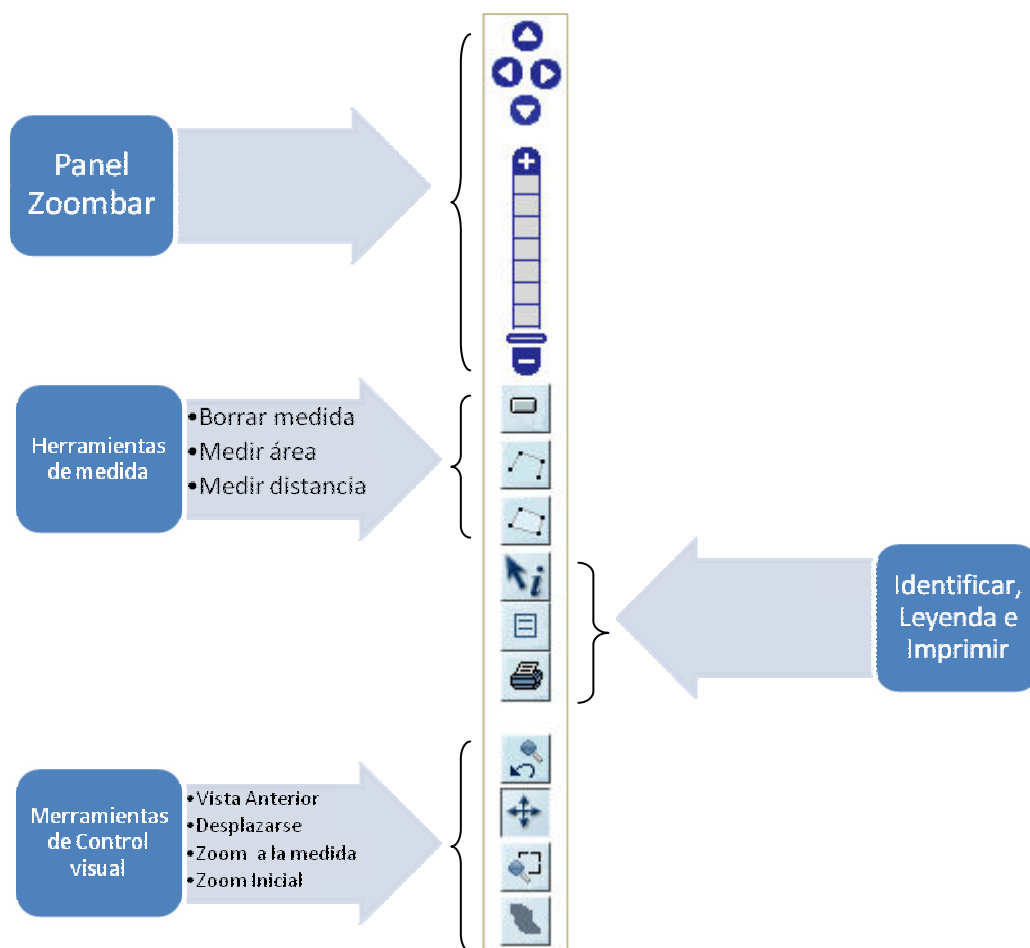 Panel
Zoombar
Herramientas
de medida
•Borrar medida
•Medir área
•Medir distancia
Identificar,
Leyenda e
Imprimir
Merramientas
de Control
visual
•Vista Anterior
•Desplazarse
•Zoom a la medida
•Zoom Inicial